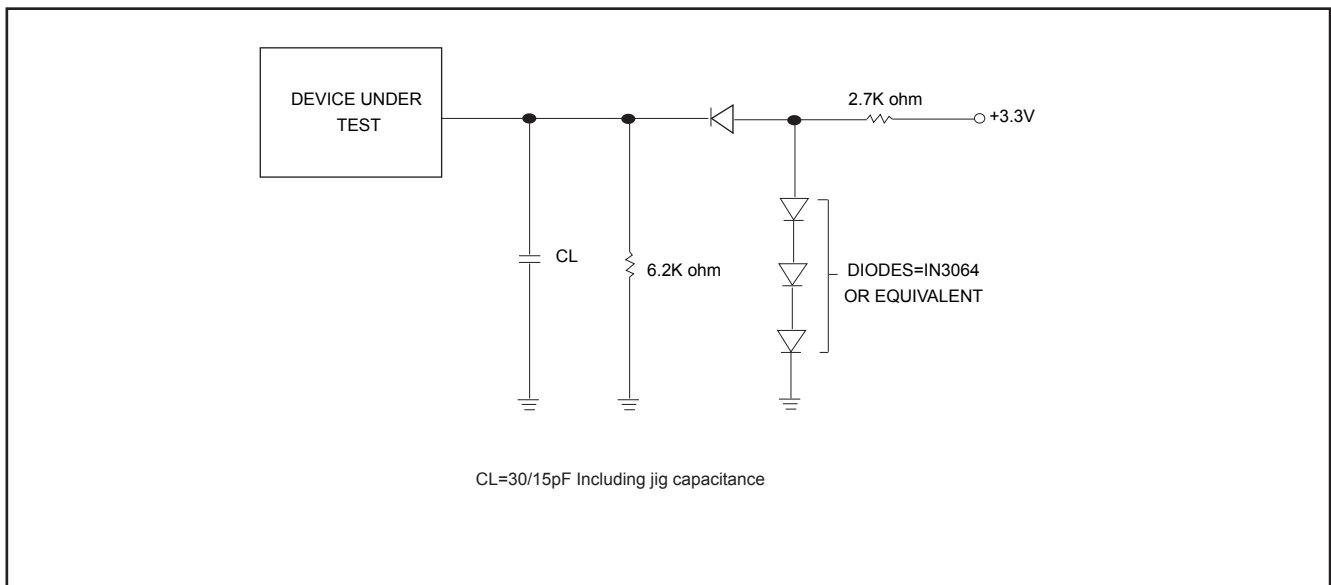 DEVICE UNDER
TEST
2.7K ohm
+3.3V
CL
6.2K ohm
DIODES=IN3064
OR EQUIVALENT
CL=30/15pF Including jig capacitance